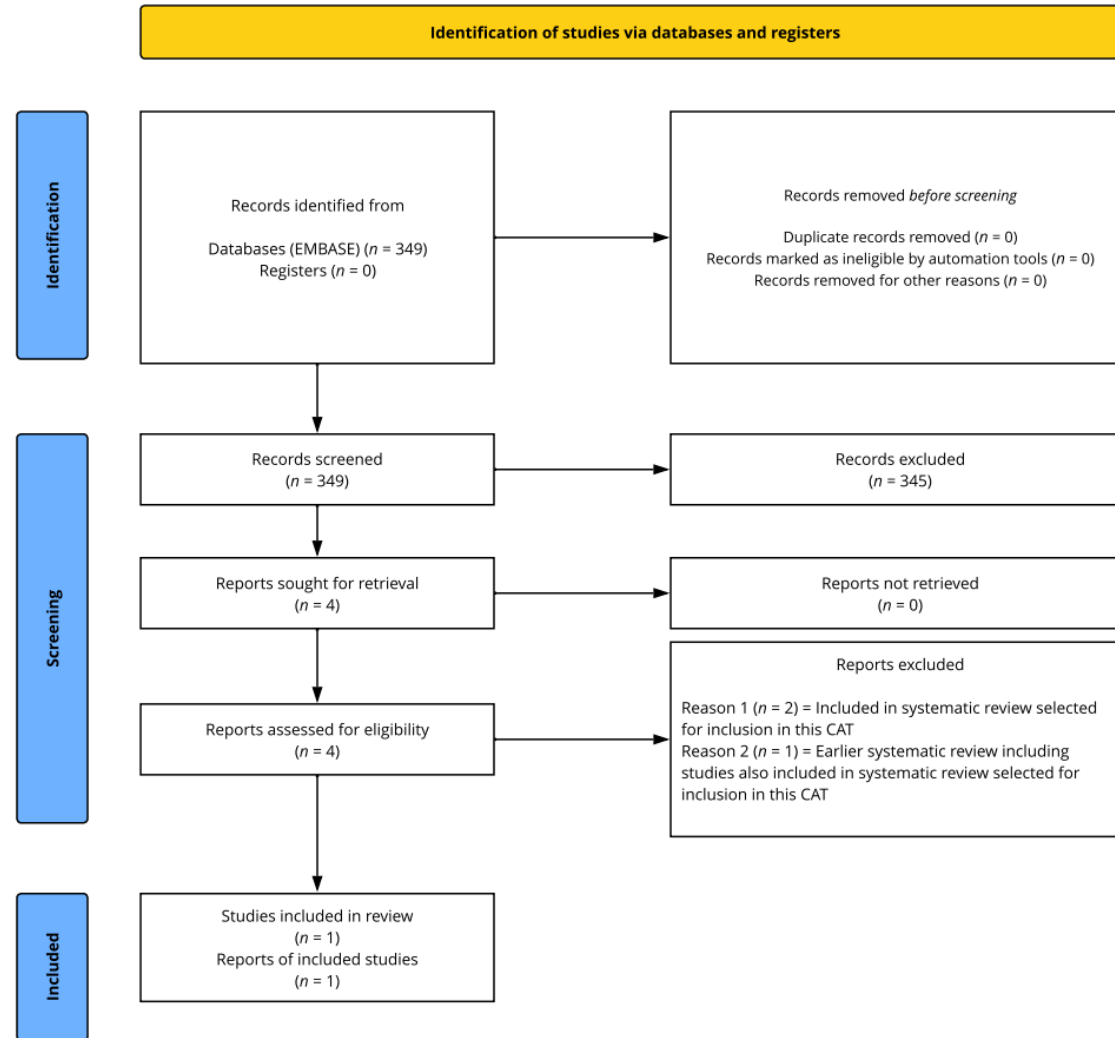 Identification of studies via databases and registers
Identification
Records identified from
Databases (EMBASE) (n = 349)
Registers (n = 0)
Records removed before screening
Duplicate records removed (n = 0)
Records marked as ineligible by automation tools (n = 0)
Records removed for other reasons (n = 0)
Screening
Records screened
(n = 349)
Records excluded
(n = 345)
Reports sought for retrieval
(n = 4)
Reports not retrieved
(n = 0)
Reports assessed for eligibility
(n = 4)
Reports excluded
Reason 1 (n = 2) = Included in systematic review selected
for inclusion in this CAT
Reason 2 (n = 1) = Earlier systematic review including
studies also included in systematic review selected for
inclusion in this CAT
Included
Studies included in review
(n = 1)
Reports of included studies
(n = 1)